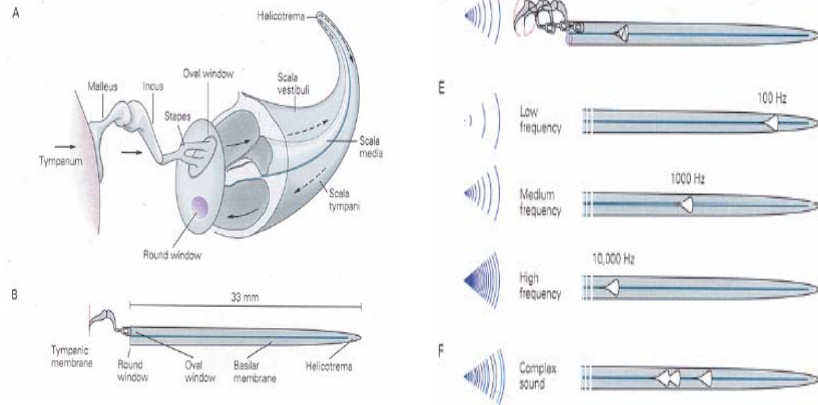 A
Helicotrema
Malleus
Incus
Oval window
Scala
vestibuli
Stapes
Scala
media
Tympanum
Scala
tympani
Round window
B
33 mm
Tympanic
membrane
Round
window
Oval
window
Basilar
membrane
Helicotrema
E
100 Hz
Low
frequency
1000 Hz
Medium
frequency
10,000 Hz
High
frequency
F
Complex
sound